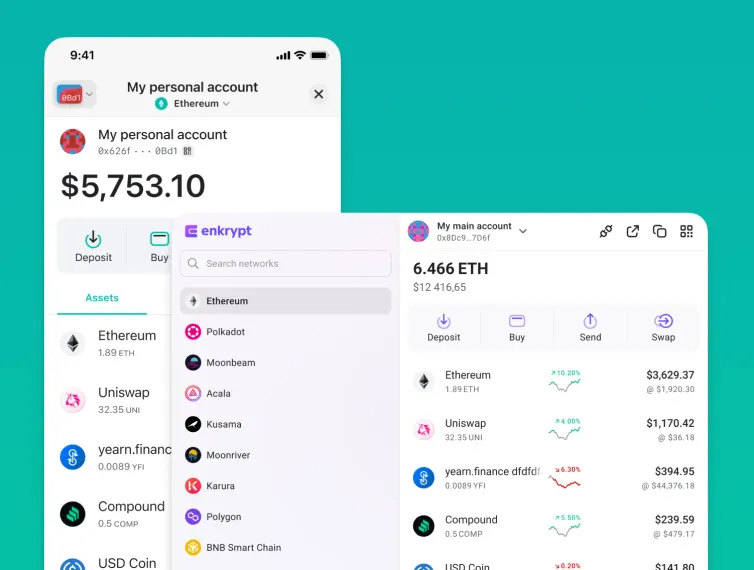 9:41
0Bd1
My personal account
Ethereum
My personal account
0x626f · · · 0Bd1
$5,753.10
Deposit
Buy
Assets
Ethereum
1.89 ETH
Uniswap
32.35 UNI
yearn.finance
0.0089 YFI
Compound
0.5 COMP
USD Coin
enkrypt
Search networks
Ethereum
Polkadot
Moonbeam
Acala
Kusama
Moonriver
Karura
Polygon
BNB Smart Chain
My main account
0x8Dc9...7D6f
6.466 ETH
$12 416,65
Deposit
Buy
Send
Swap
Ethereum
1.89 ETH
10.20%
$3,629.37
@ $1,920.30
Uniswap
32.35 UNI
4.00%
$1,170.42
@ $36.18
yearn.finance dfdfdf
0.0089 YFI
6.30%
$394.95
@ $44,376.18
Compound
0.5 COMP
5.50%
$239.59
@ $479.17
USD Coin
0.20%
$141.80